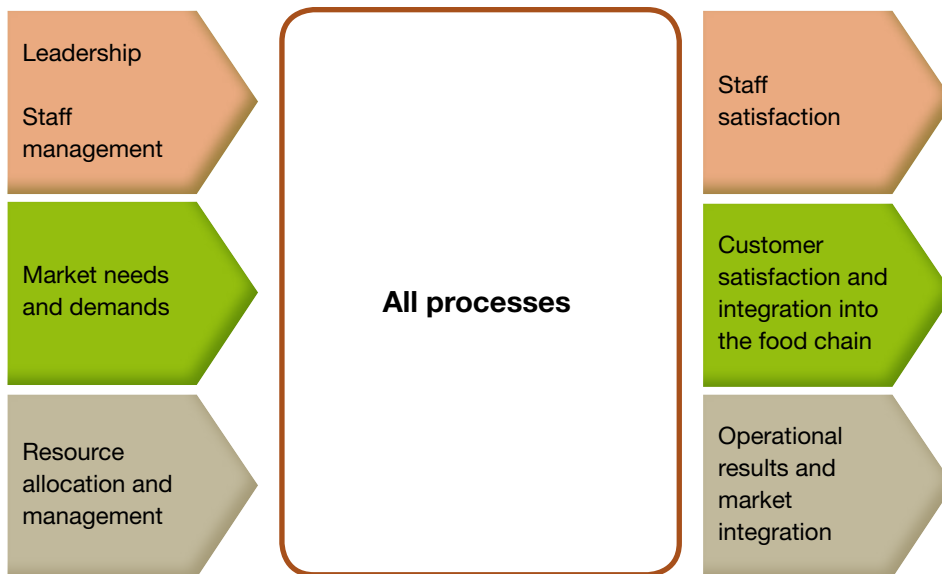 Leadership
Staff
management
Market needs
and demands
Resource
allocation and
management
All processes
Staff
satisfaction
Customer
satisfaction and
integration into
the food chain
Operational
results and
market
integration